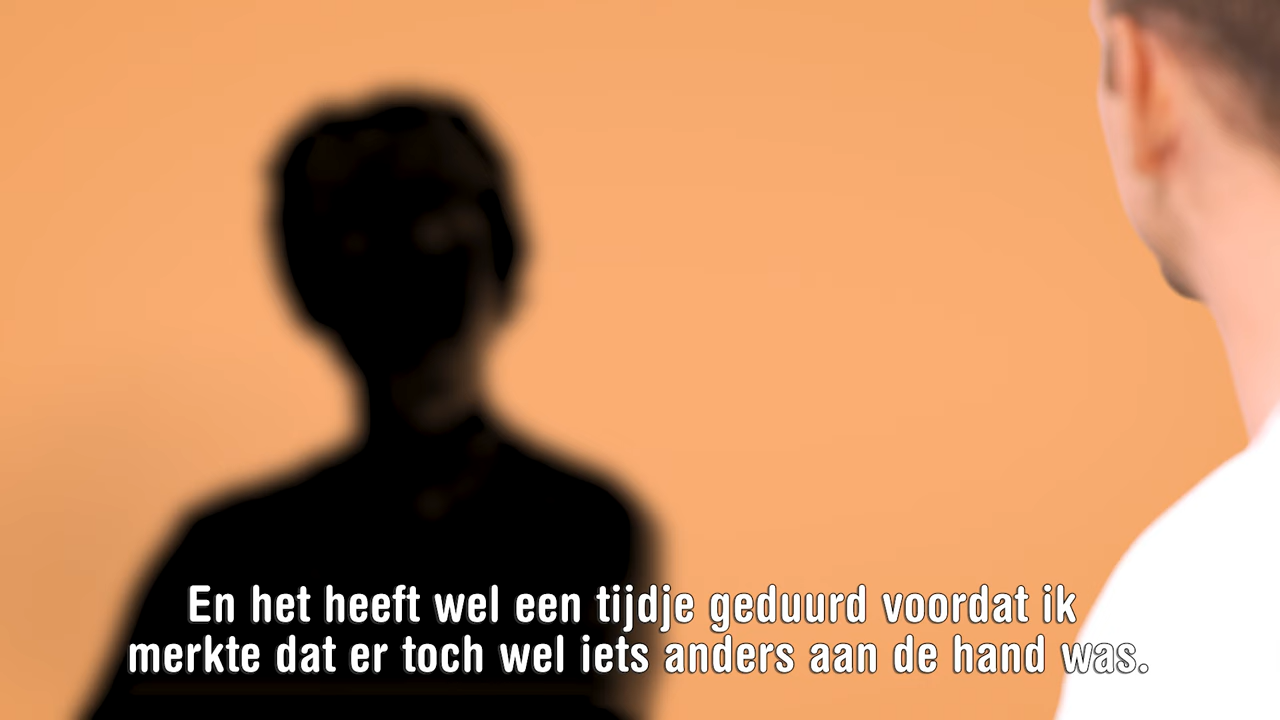 En het heeft wel een tijdje geduurd voordat ik
merkte dat er toch wel iets anders aan de hand was.